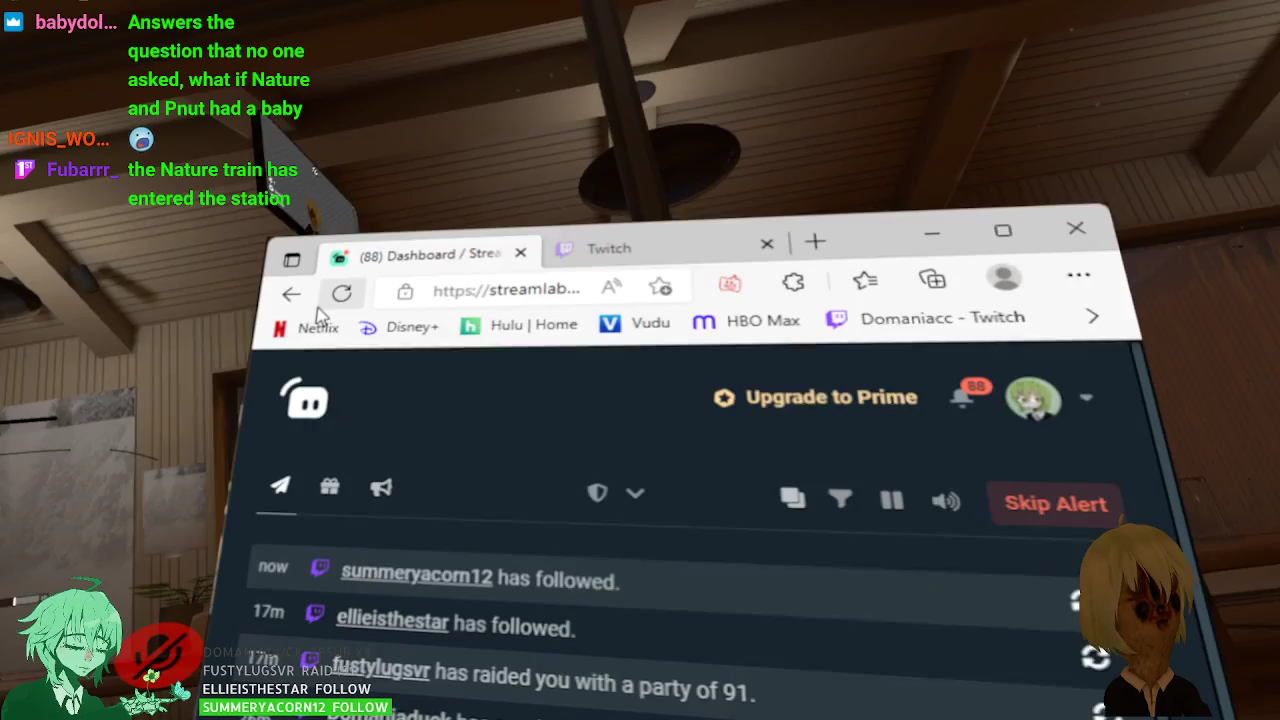 babydol... Answers the
question that no one
asked, what if Nature
and Pnut had a baby
IGNIS_WO...
1ST Fubarrr_ the Nature train has
entered the station
(88) Dashboard / Strea
Twitch
https://streamlab...
Netflix Disney+ Hulu | Home Vudu HBO Max Domaniacc - Twitch
Upgrade to Prime 88
Skip Alert
now summeryacorn12 has followed.
17m ellieisthestar has followed.
17m fustylugsvr has raided you with a party of 91.
Domaniaduck has
FUSTYLUGSVR RAID
ELLIEISTHESTAR FOLLOW
SUMMERYACORN12 FOLLOW